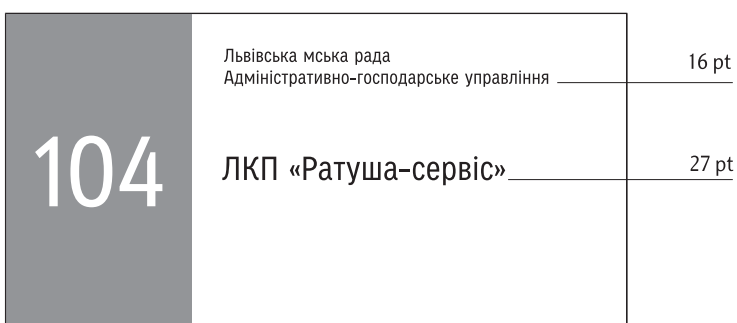 Львівська мська рада
Адміністративно-господарське управління
16 pt
104
ЛКП «Ратуша-сервіс»
27 pt